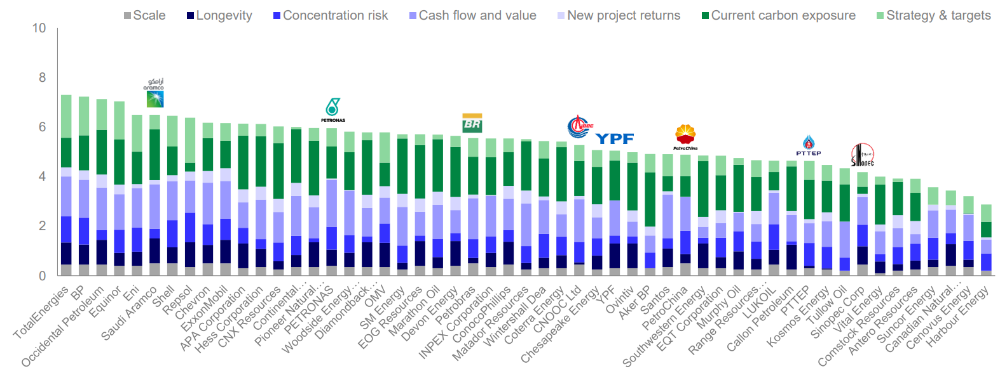 Scale Longevity Concentration risk Cash flow and value New project returns Current carbon exposure Strategy & targets
10
8
6
4
2
0
أرامكو
aramco
PETRONAS
BR
CNOOC
YPF
PetroChina
PTTEP
SINOPEC
TotalEnergies
BP
Occidental Petroleum
Equinor
Eni
Saudi Aramco
Shell
Repsol
Chevron
ExxonMobil
APA Corporation
Hess Corporation
CNX Resources
Continental…
Pioneer Natural…
PETRONAS
Woodside Energy…
Diamondback…
OMV
SM Energy
EOG Resources
Marathon Oil
Devon Energy
Petrobras
INPEX Corporation
ConocoPhillips
Matador Resources
Wintershall Dea
Coterra Energy
CNOOC Ltd
Chesapeake Energy
YPF
Ovintiv
Aker BP
Santos
PetroChina
Southwestern Energy
EQT Corporation
Murphy Oil
Range Resources…
LUKOIL
Callon Petroleum
PTTEP
Kosmos Energy
Tullow Oil
Sinopec Corp
Vital Energy
Comstock Resources
Antero Resources
Suncor Energy
Canadian Natural…
Cenovus Energy
Harbour Energy